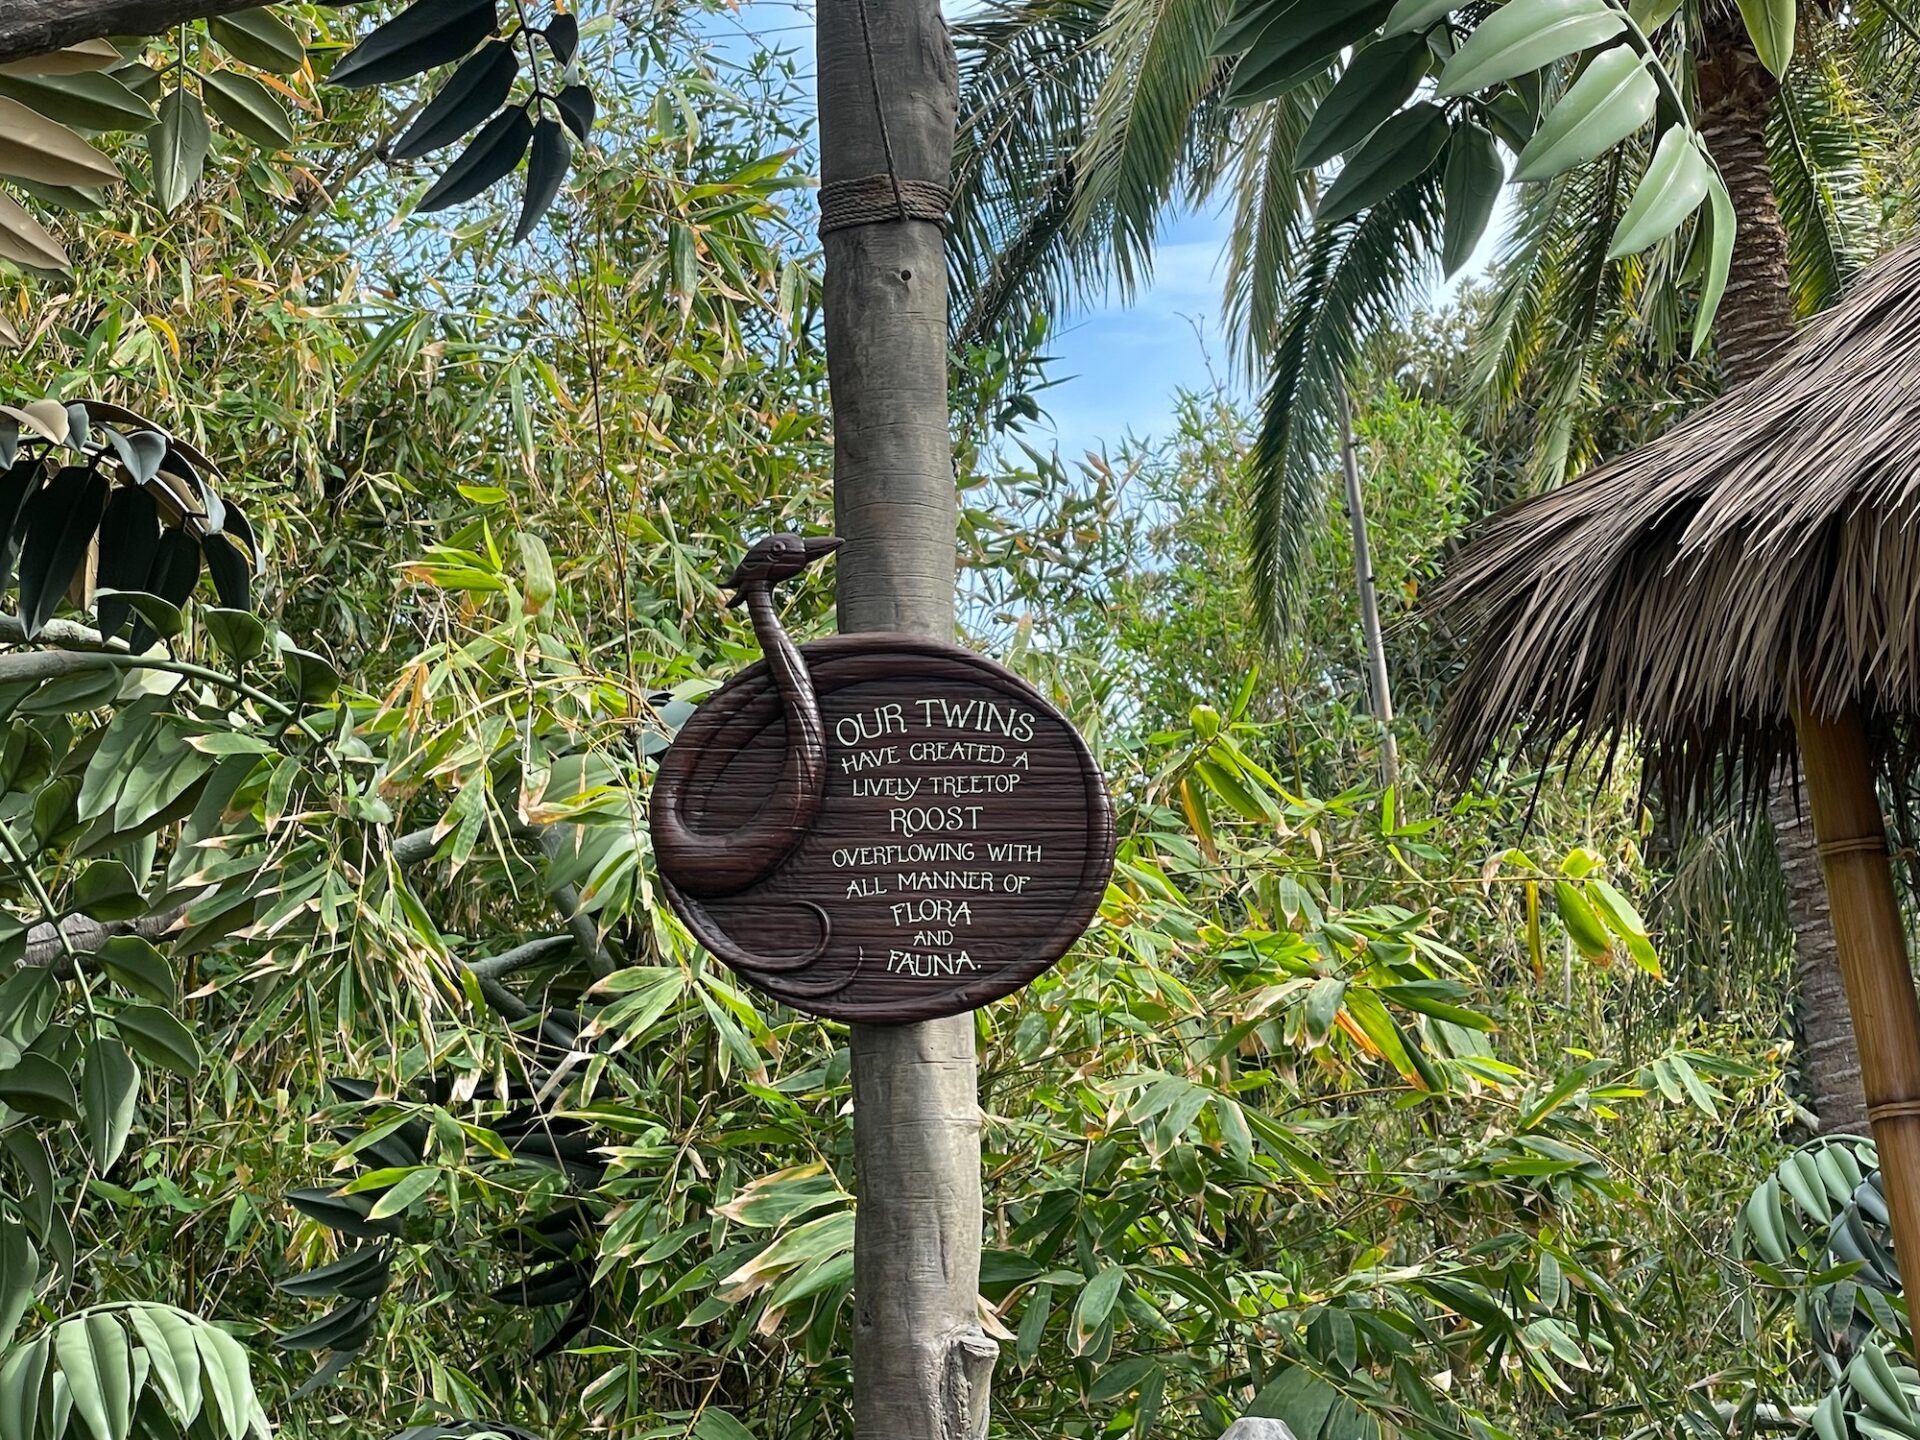 OUR TWINS
HAVE CREATED A
LIVELY TREETOP
ROOST
OVERFLOWING WITH
ALL MANNER OF
FLORA
AND
FAUNA.